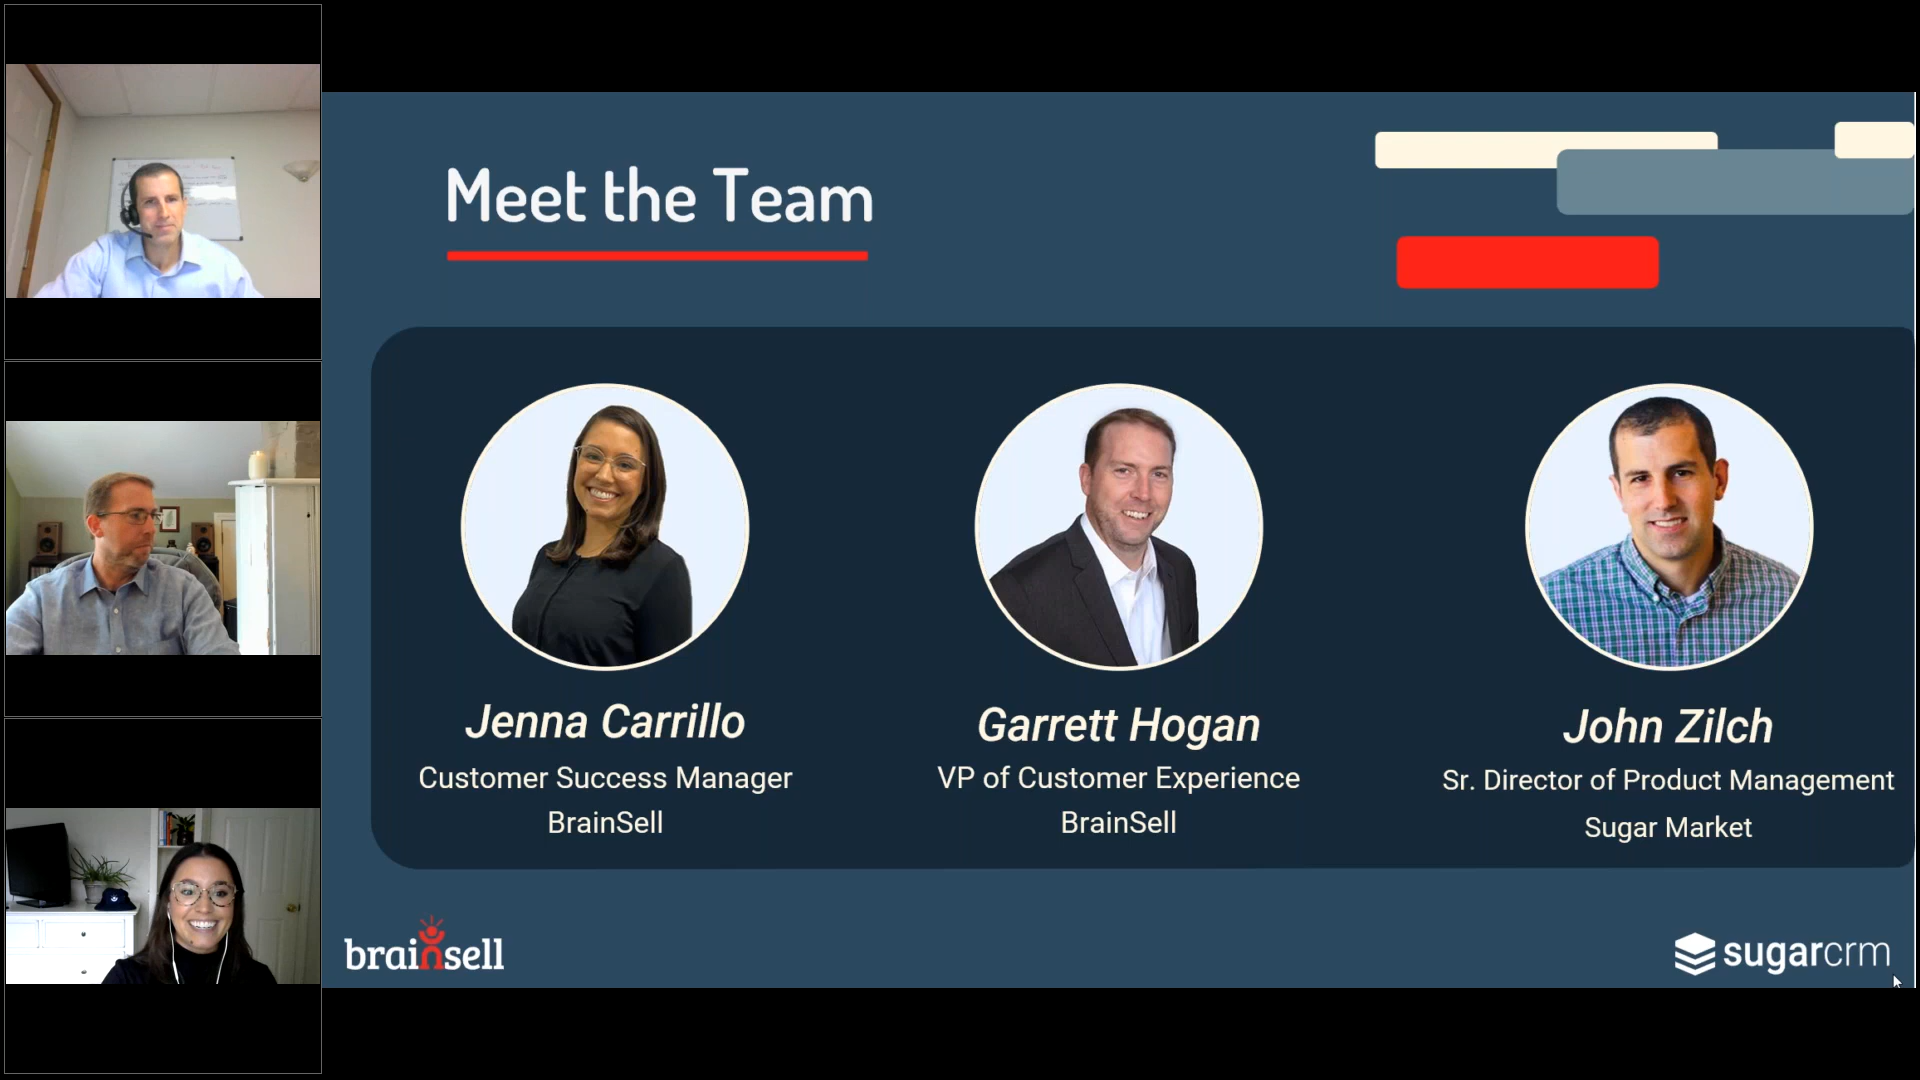 Meet the Team
Jenna Carrillo
Customer Success Manager
BrainSell
Garrett Hogan
VP of Customer Experience
BrainSell
John Zilch
Sr. Director of Product Management
Sugar Market
brainsell
sugarcrm